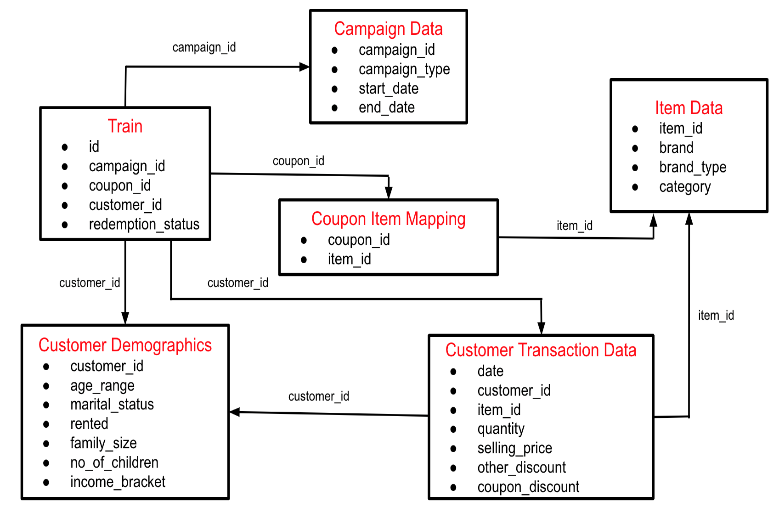 Campaign Data
• campaign_id
• campaign_type
• start_date
• end_date
campaign_id
Train
• id
• campaign_id
• coupon_id
• customer_id
• redemption_status
coupon_id
Coupon Item Mapping
• coupon_id
• item_id
item_id
Item Data
• item_id
• brand
• brand_type
• category
customer_id
customer_id
item_id
Customer Demographics
• customer_id
• age_range
• marital_status
• rented
• family_size
• no_of_children
• income_bracket
customer_id
Customer Transaction Data
• date
• customer_id
• item_id
• quantity
• selling_price
• other_discount
• coupon_discount